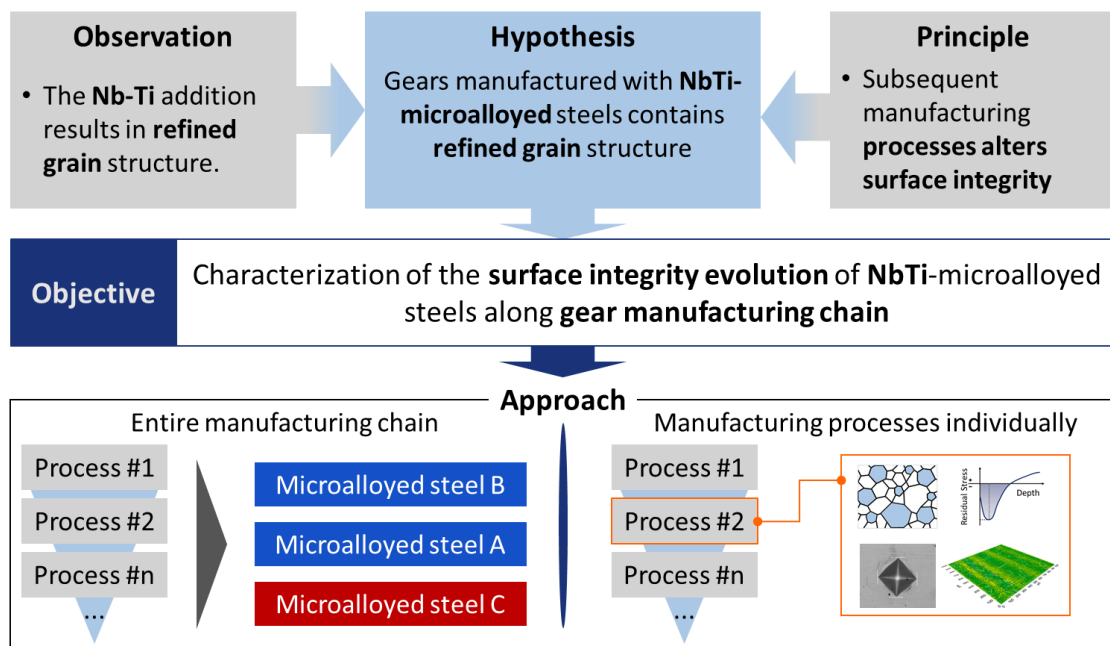 Observation
• The Nb-Ti addition
results in refined
grain structure.
Hypothesis
Gears manufactured with NbTi-
microalloyed steels contains
refined grain structure
Principle
• Subsequent
manufacturing
processes alters
surface integrity
Objective
Characterization of the surface integrity evolution of NbTi-microalloyed
steels along gear manufacturing chain
Approach
Entire manufacturing chain
Process #1
Process #2
Process #n
...
Microalloyed steel B
Microalloyed steel A
Microalloyed steel C
Manufacturing processes individually
Process #1
Process #2
Process #n
...
Residual Stress
Depth